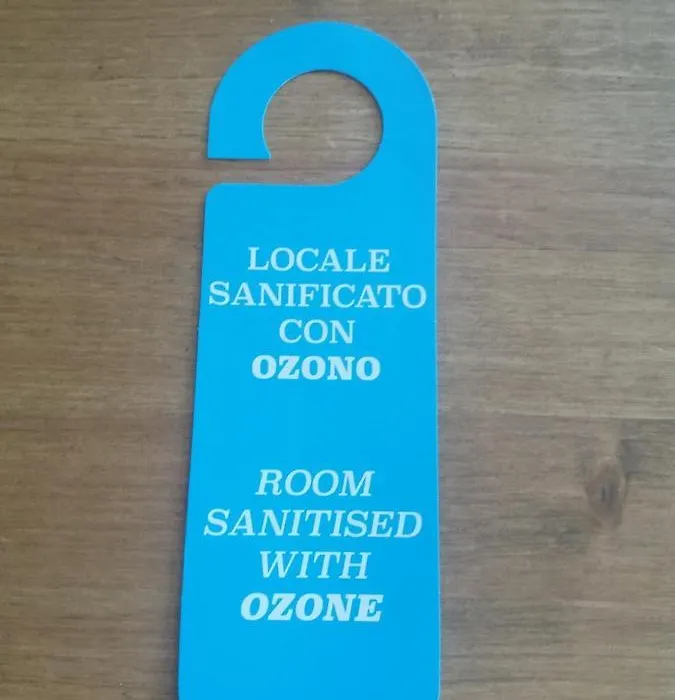 LOCALE
SANIFICATO
CON
OZONO
ROOM
SANITISED
WITH
OZONE